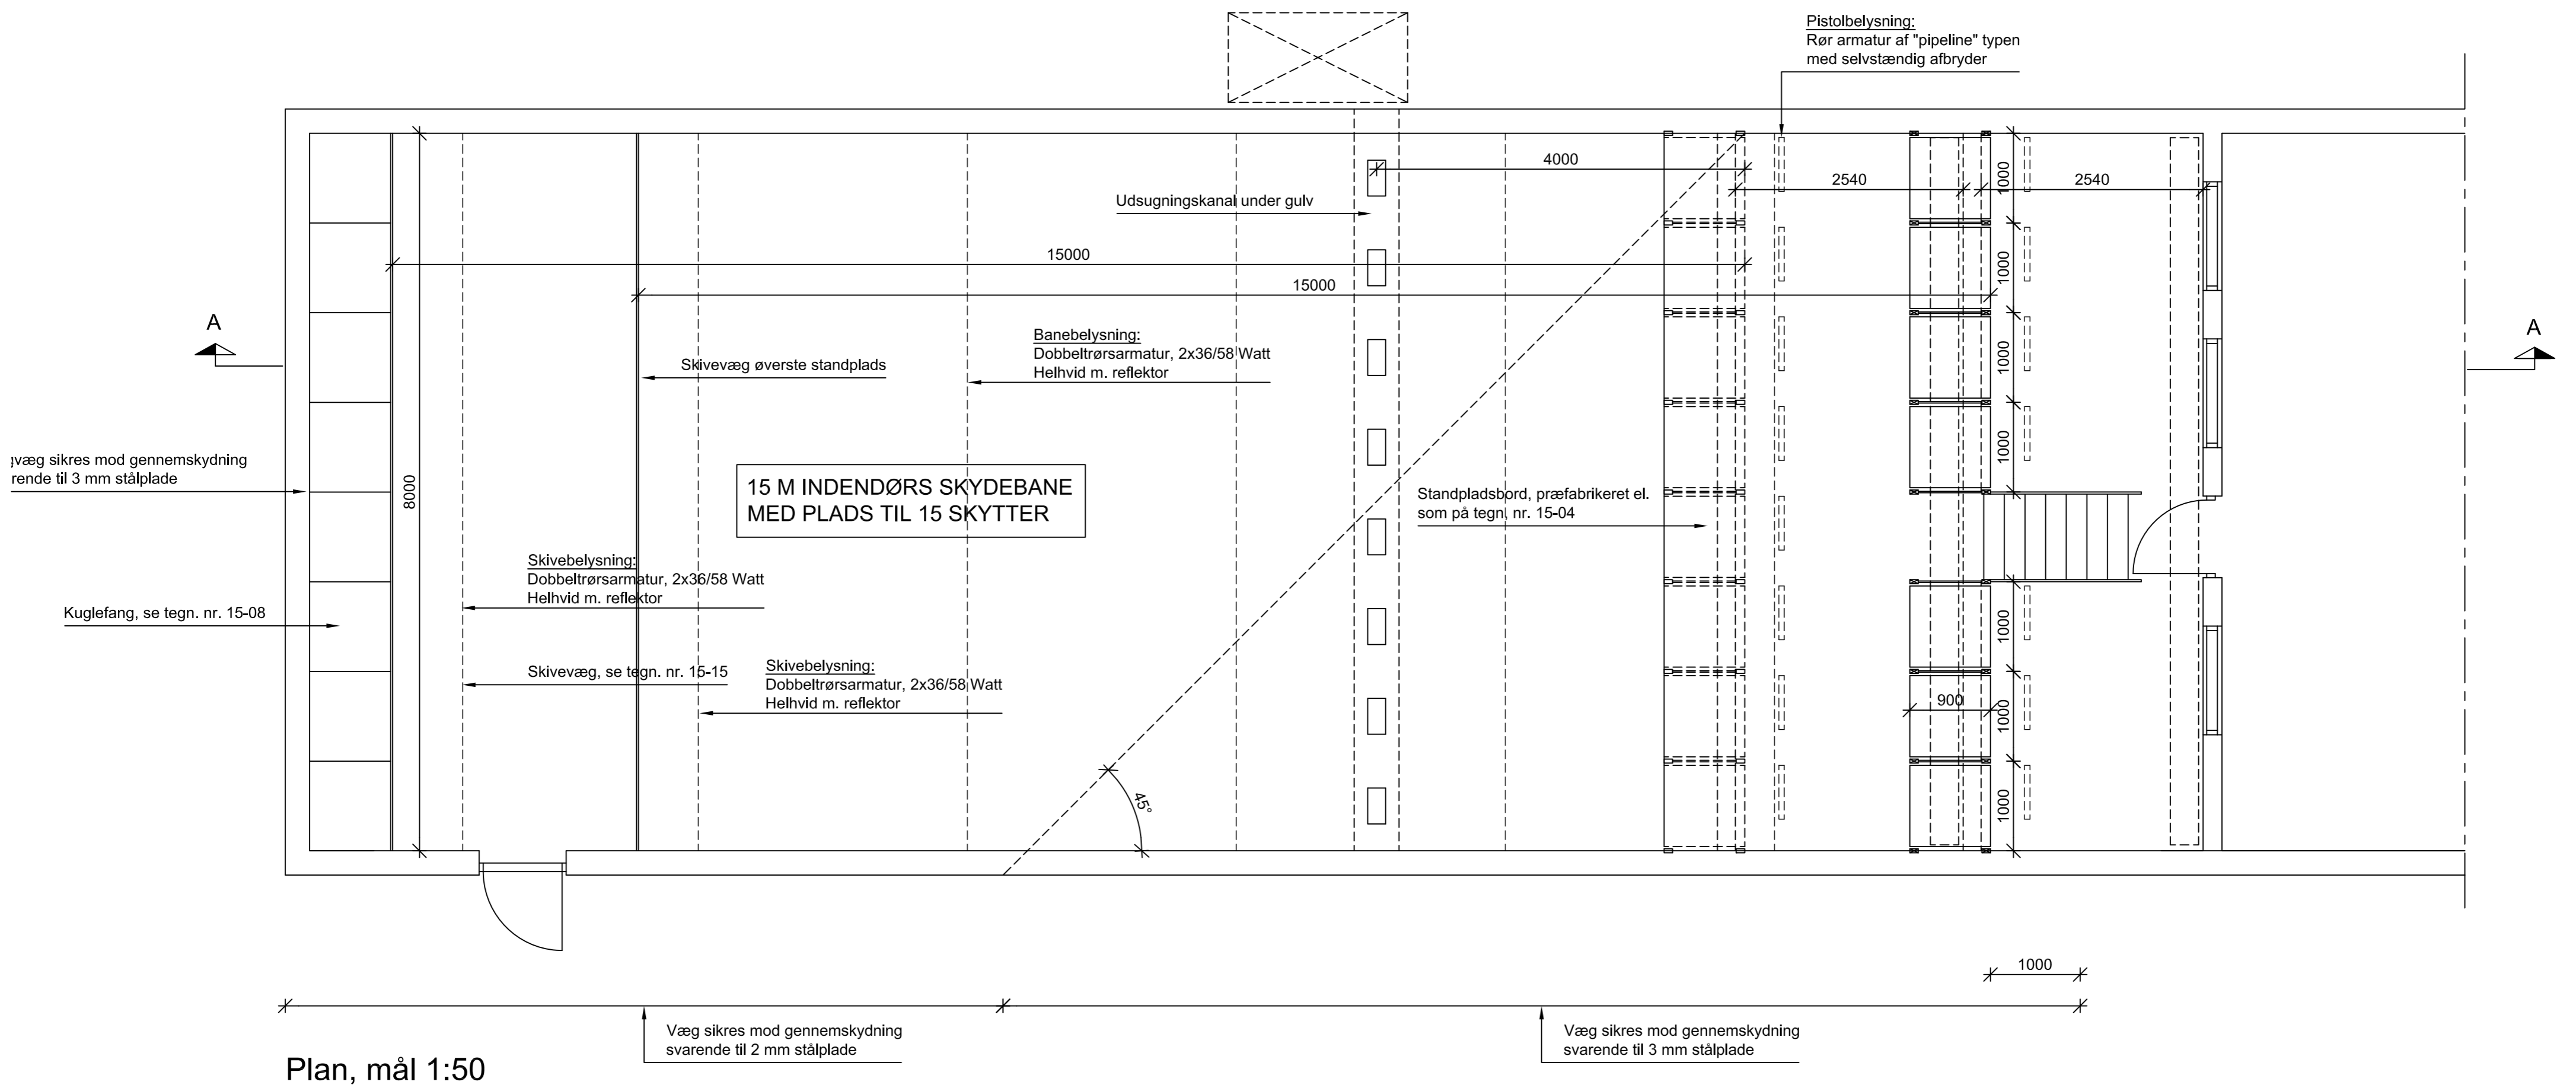 Pistolbelysning:
Rør armatur af "pipeline" typen
med selvstændig afbryder
4000
2540
2540
1000
Udsugningskanal under gulv
15000
1000
15000
A
Banebelysning:
Dobbeltrørsarmatur, 2x36/58 Watt
Helhvid m. reflektor
A
Skivevæg øverste standplads
1000
gvæg sikres mod gennemskydning
rende til 3 mm stålplade
8000
15 M INDENDØRS SKYDEBANE
MED PLADS TIL 15 SKYTTER
Standpladsbord, præfabrikeret el.
som på tegn. nr. 15-04
1000
Skivebelysning:
Dobbeltrørsarmatur, 2x36/58 Watt
Helhvid m. reflektor
Kuglefang, se tegn. nr. 15-08
1000
Skivevæg, se tegn. nr. 15-15
Skivebelysning:
Dobbeltrørsarmatur, 2x36/58 Watt
Helhvid m. reflektor
900
1000
45°
1000
1000
Væg sikres mod gennemskydning
svarende til 2 mm stålplade
Væg sikres mod gennemskydning
svarende til 3 mm stålplade
Plan, mål 1:50